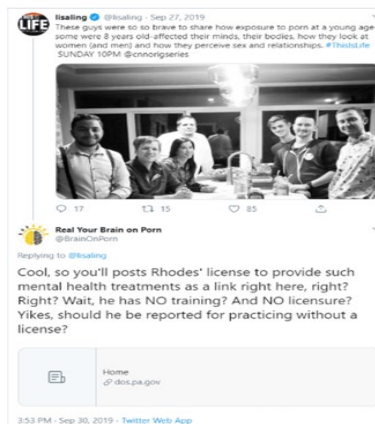 LIFE
lisaling @lisaling - Sep 27, 2019
These guys were so so brave to share how exposure to porn at a young age-
some were 8 years old-affected their minds, their bodies, how they look at
women (and men) and how they perceive sex and relationships. #ThisIsLife
SUNDAY 10PM @cnnorigseries
17 15 85
Real Your Brain on Porn
@BrainOnPorn
Replying to @lisaling
Cool, so you'll posts Rhodes' license to provide such
mental health treatments as a link right here, right?
Right? Wait, he has NO training? And NO licensure?
Yikes, should he be reported for practicing without a
license?
Home
dos.pa.gov
3:53 PM - Sep 30, 2019 - Twitter Web App